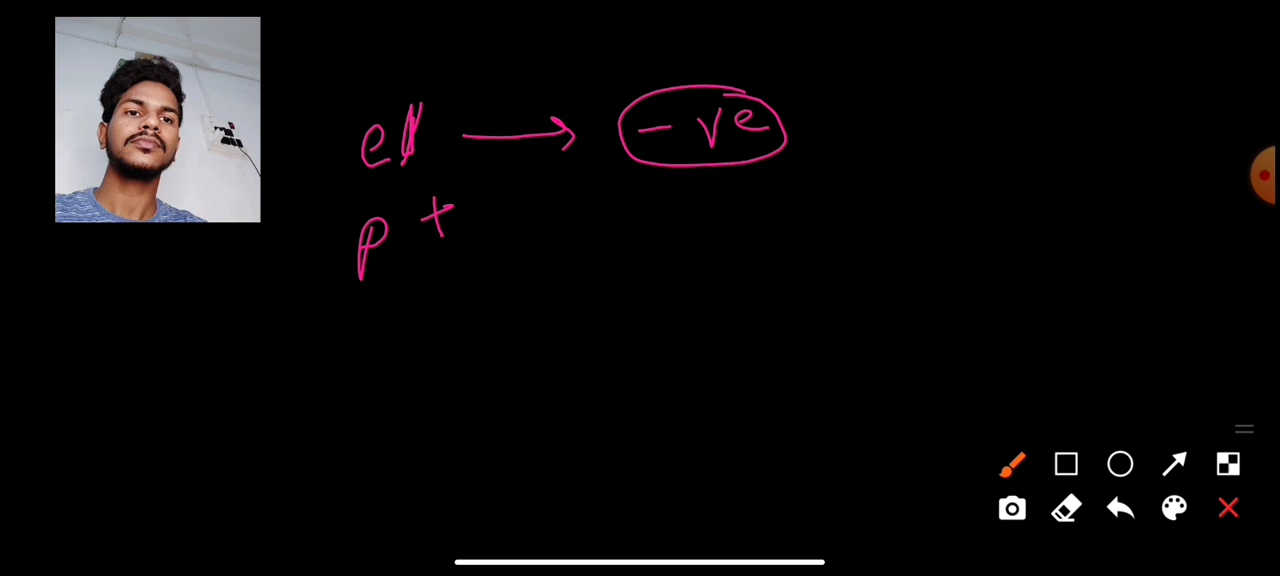 e → -ve
p +